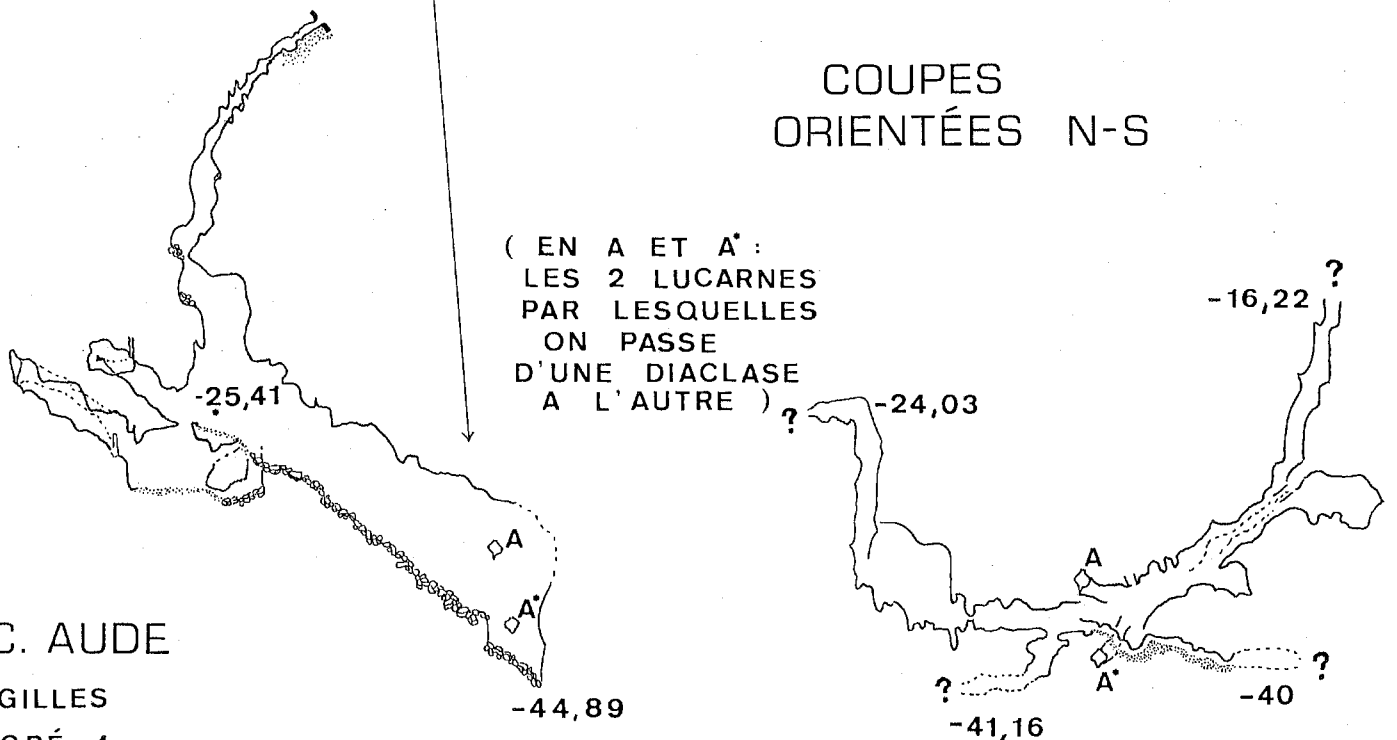 COUPES
ORIENTÉES N-S
( EN A ET A* :
LES 2 LUCARNES
PAR LESQUELLES
ON PASSE
D'UNE DIACLASE
A L'AUTRE )
-25,41
A
A*
-44,89
?
-24,03
-16,22
?
A
A*
?
-41,16
-40
?
C. AUDE
GILLES